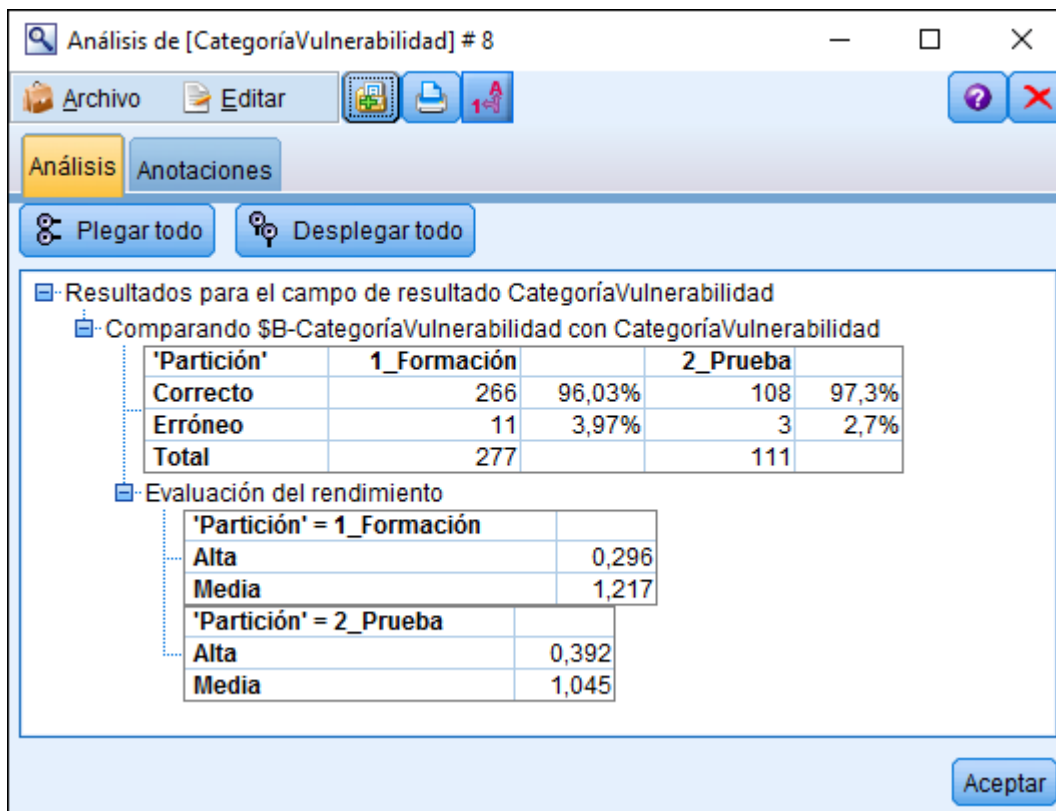 Análisis de [CategoríaVulnerabilidad] # 8
Archivo Editar
Análisis Anotaciones
Plegar todo Desplegar todo
Resultados para el campo de resultado CategoríaVulnerabilidad
Comparando $B-CategoríaVulnerabilidad con CategoríaVulnerabilidad
'Partición' 1_Formación 2_Prueba
Correcto 266 96,03% 108 97,3%
Erróneo 11 3,97% 3 2,7%
Total 277 111
Evaluación del rendimiento
'Partición' = 1_Formación
Alta 0,296
Media 1,217
'Partición' = 2_Prueba
Alta 0,392
Media 1,045
Aceptar